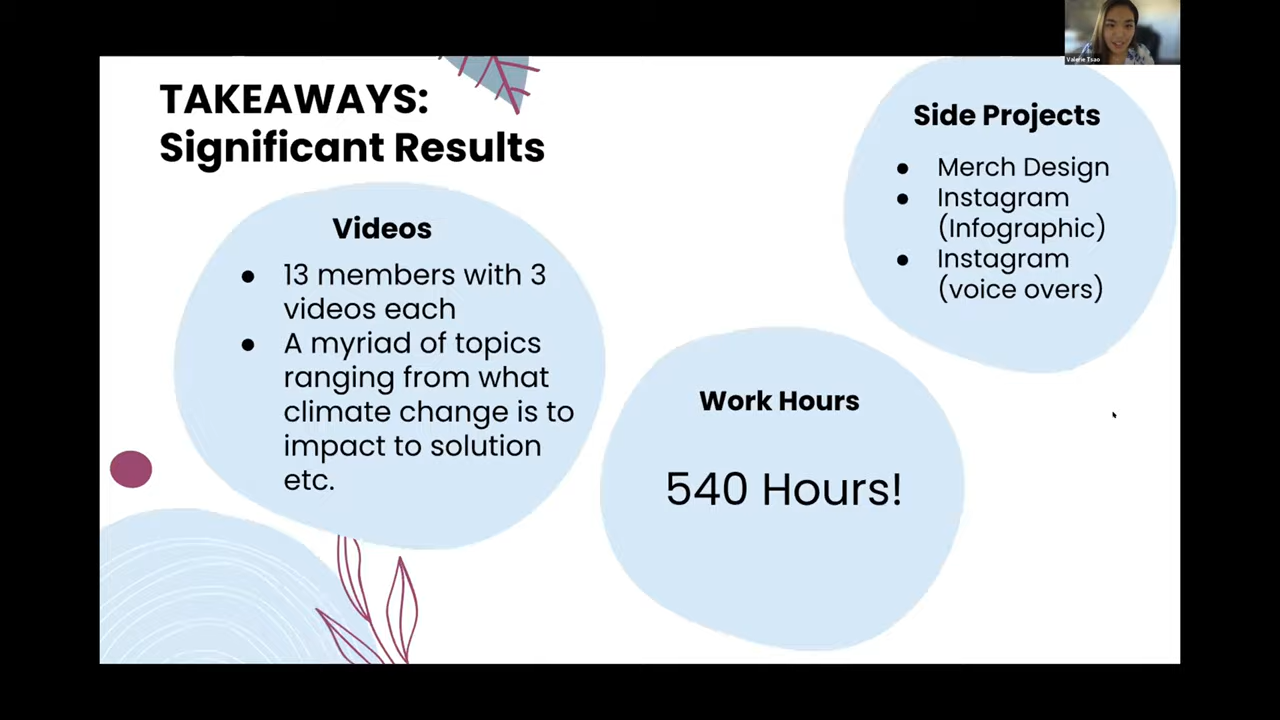 TAKEAWAYS:
Significant Results
Videos
● 13 members with 3
videos each
● A myriad of topics
ranging from what
climate change is to
impact to solution
etc.
Work Hours
540 Hours!
Side Projects
● Merch Design
● Instagram
(Infographic)
● Instagram
(voice overs)
Valerie Tsao